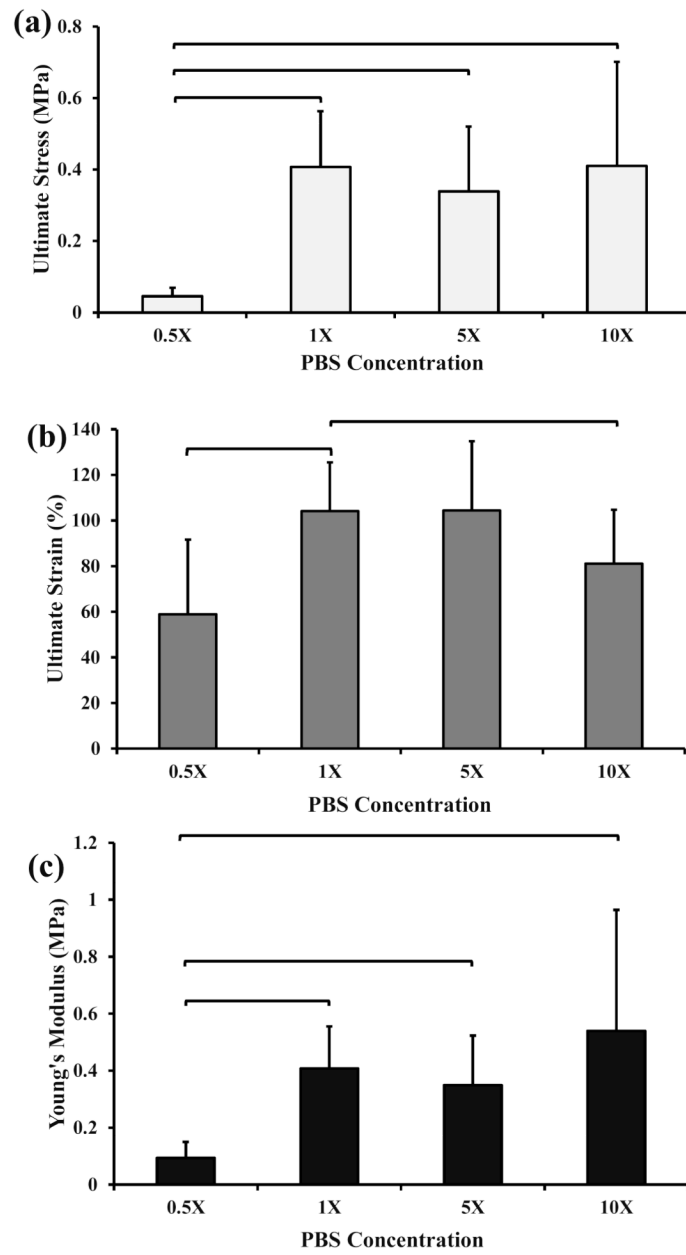 (a)
Ultimate Stress (MPa)
0.8
0.6
0.4
0.2
0
0.5X 1X 5X 10X
PBS Concentration
(b)
Ultimate Strain (%)
140
120
100
80
60
40
20
0
0.5X 1X 5X 10X
PBS Concentration
(c)
Young's Modulus (MPa)
1.2
1
0.8
0.6
0.4
0.2
0
0.5X 1X 5X 10X
PBS Concentration